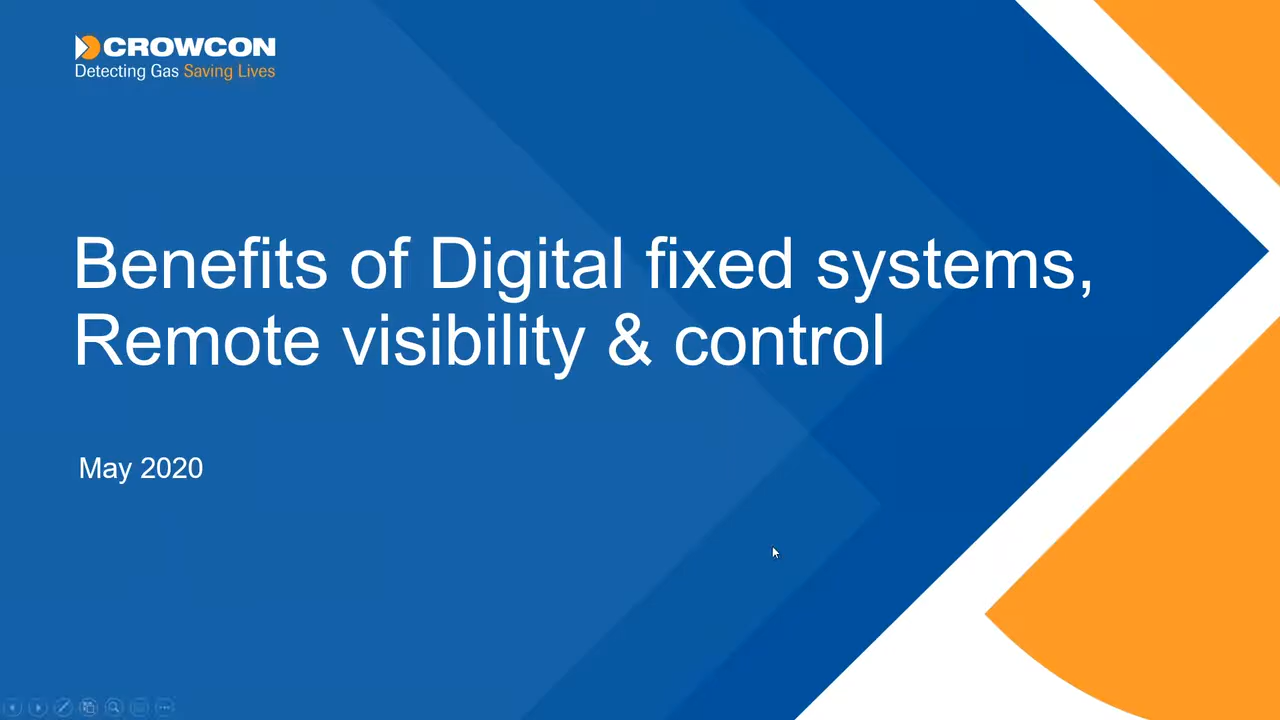 CROWCON
Detecting Gas Saving Lives
Benefits of Digital fixed systems,
Remote visibility & control
May 2020